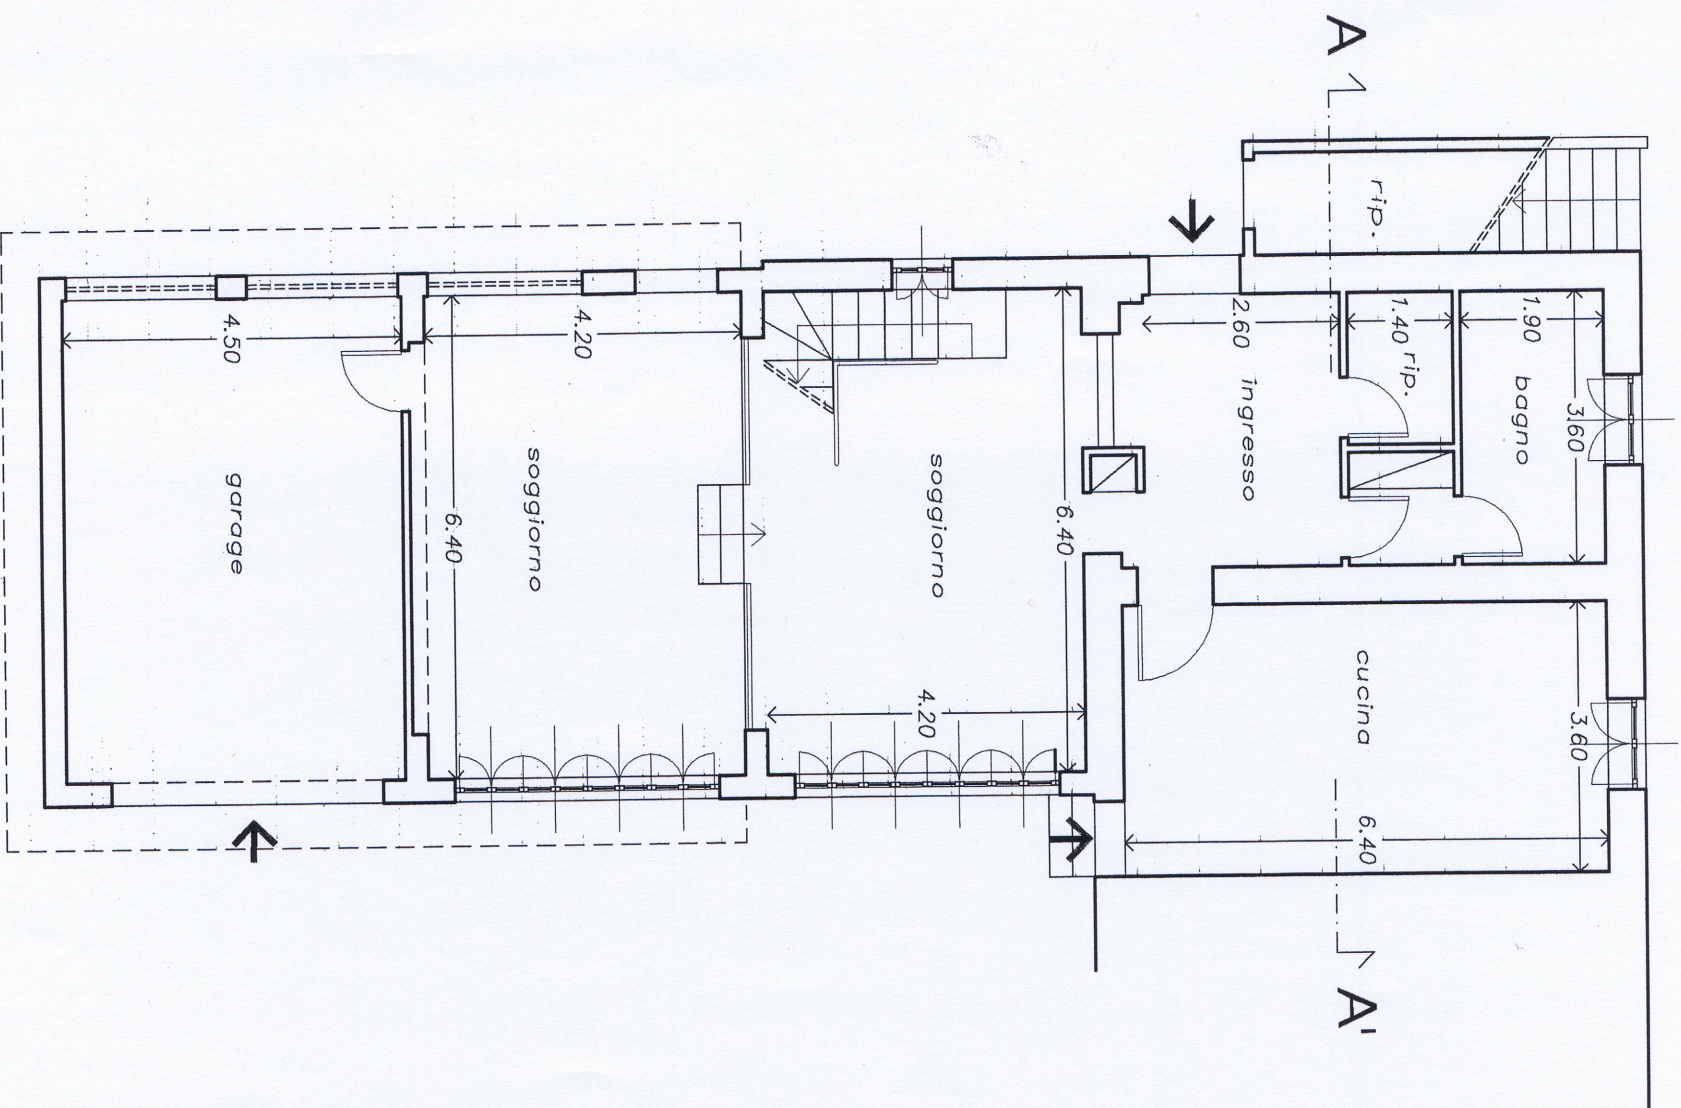 A
rip.
4.50
4.20
2.60
1.40
1.90
rip.
ingresso
bagno
3.60
garage
soggiorno
soggiorno
6.40
6.40
cucina
3.60
4.20
6.40
A'